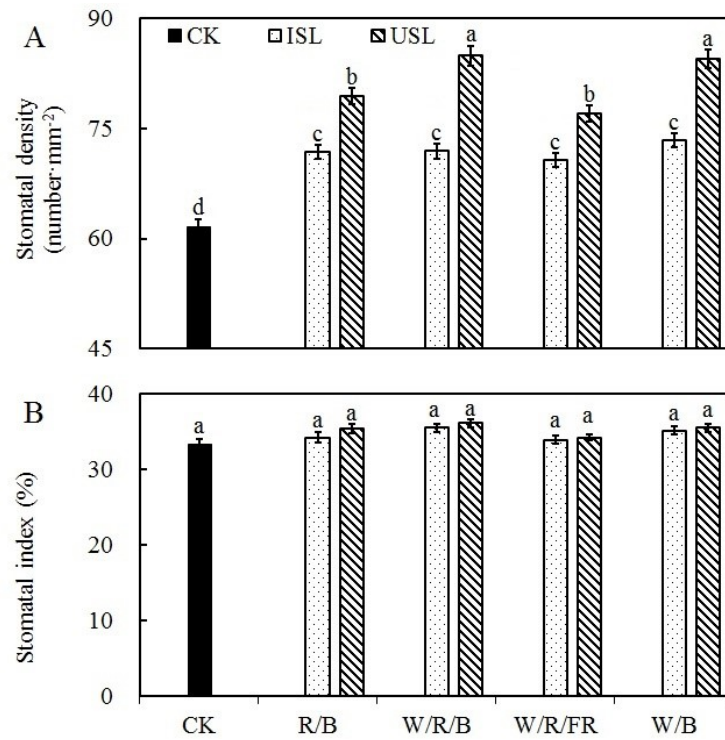 A
CK ISL USL
Stomatal density
(number·mm⁻²)
90
75
60
45
d
c b
c a
c b
c a
B
Stomatal index (%)
40
30
20
10
0
a
a a
a a
a a
a a
CK R/B W/R/B W/R/FR W/B